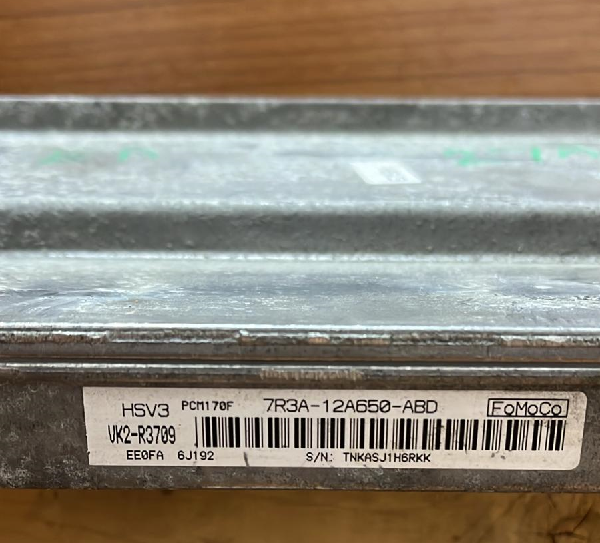 HSV3 PCM170F 7R3A-12A650-ABD FoMoCo
VK2-R3709
EE0FA 6J192 S/N: TNKASJ1H6RKK